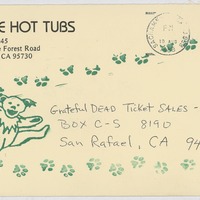 E HOT TUBS
45
e Forest Road
CA 95730
Grateful DEAD Ticket SALES -
BOX C-S 8190
San Rafael, CA 94